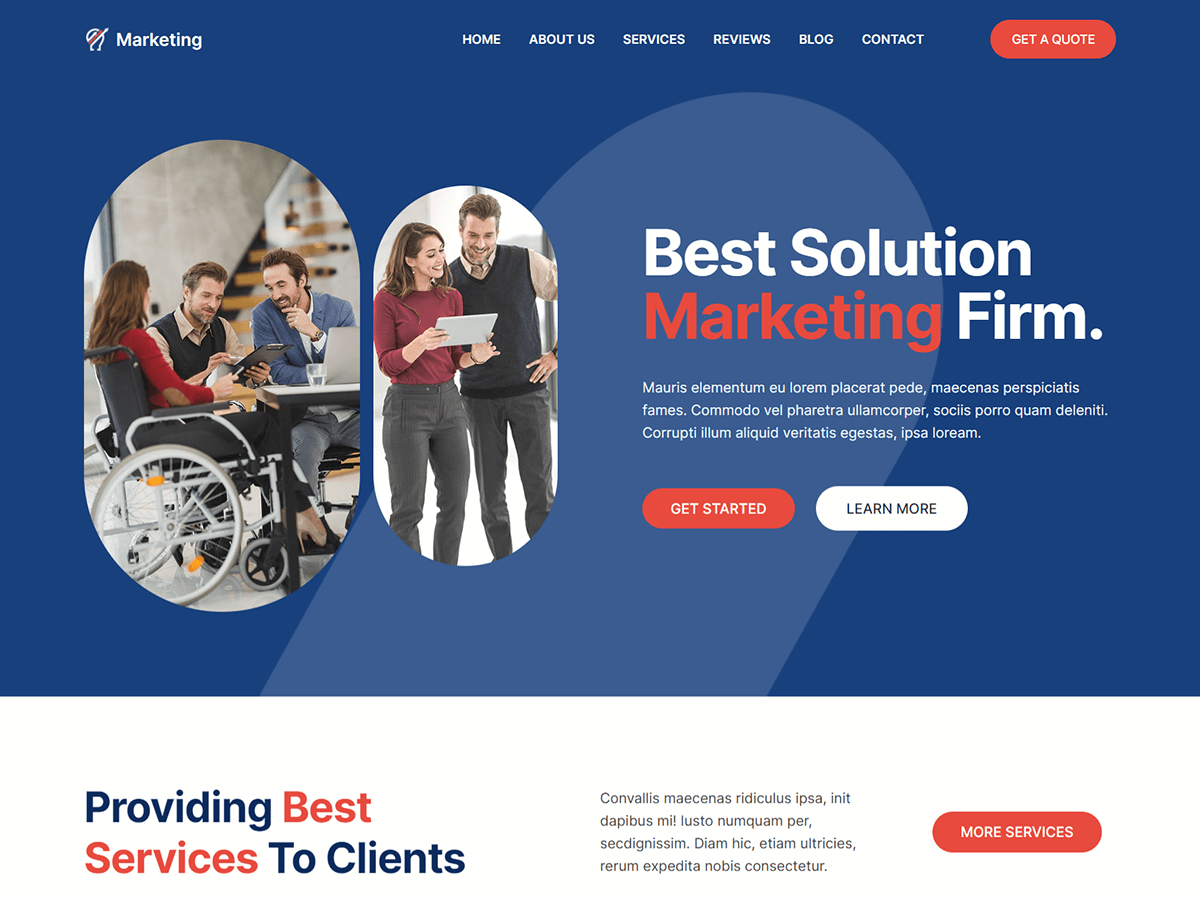 Marketing
HOME ABOUT US SERVICES REVIEWS BLOG CONTACT GET A QUOTE
Best Solution
Marketing Firm.
Mauris elementum eu lorem placerat pede, maecenas perspiciatis
fames. Commodo vel pharetra ullamcorper, sociis porro quam deleniti.
Corrupti illum aliquid veritatis egestas, ipsa loream.
GET STARTED LEARN MORE
Providing Best
Services To Clients
Convallis maecenas ridiculus ipsa, init
dapibus mi! Iusto numquam per,
secdignissim. Diam hic, etiam ultricies,
rerum expedita nobis consectetur.
MORE SERVICES